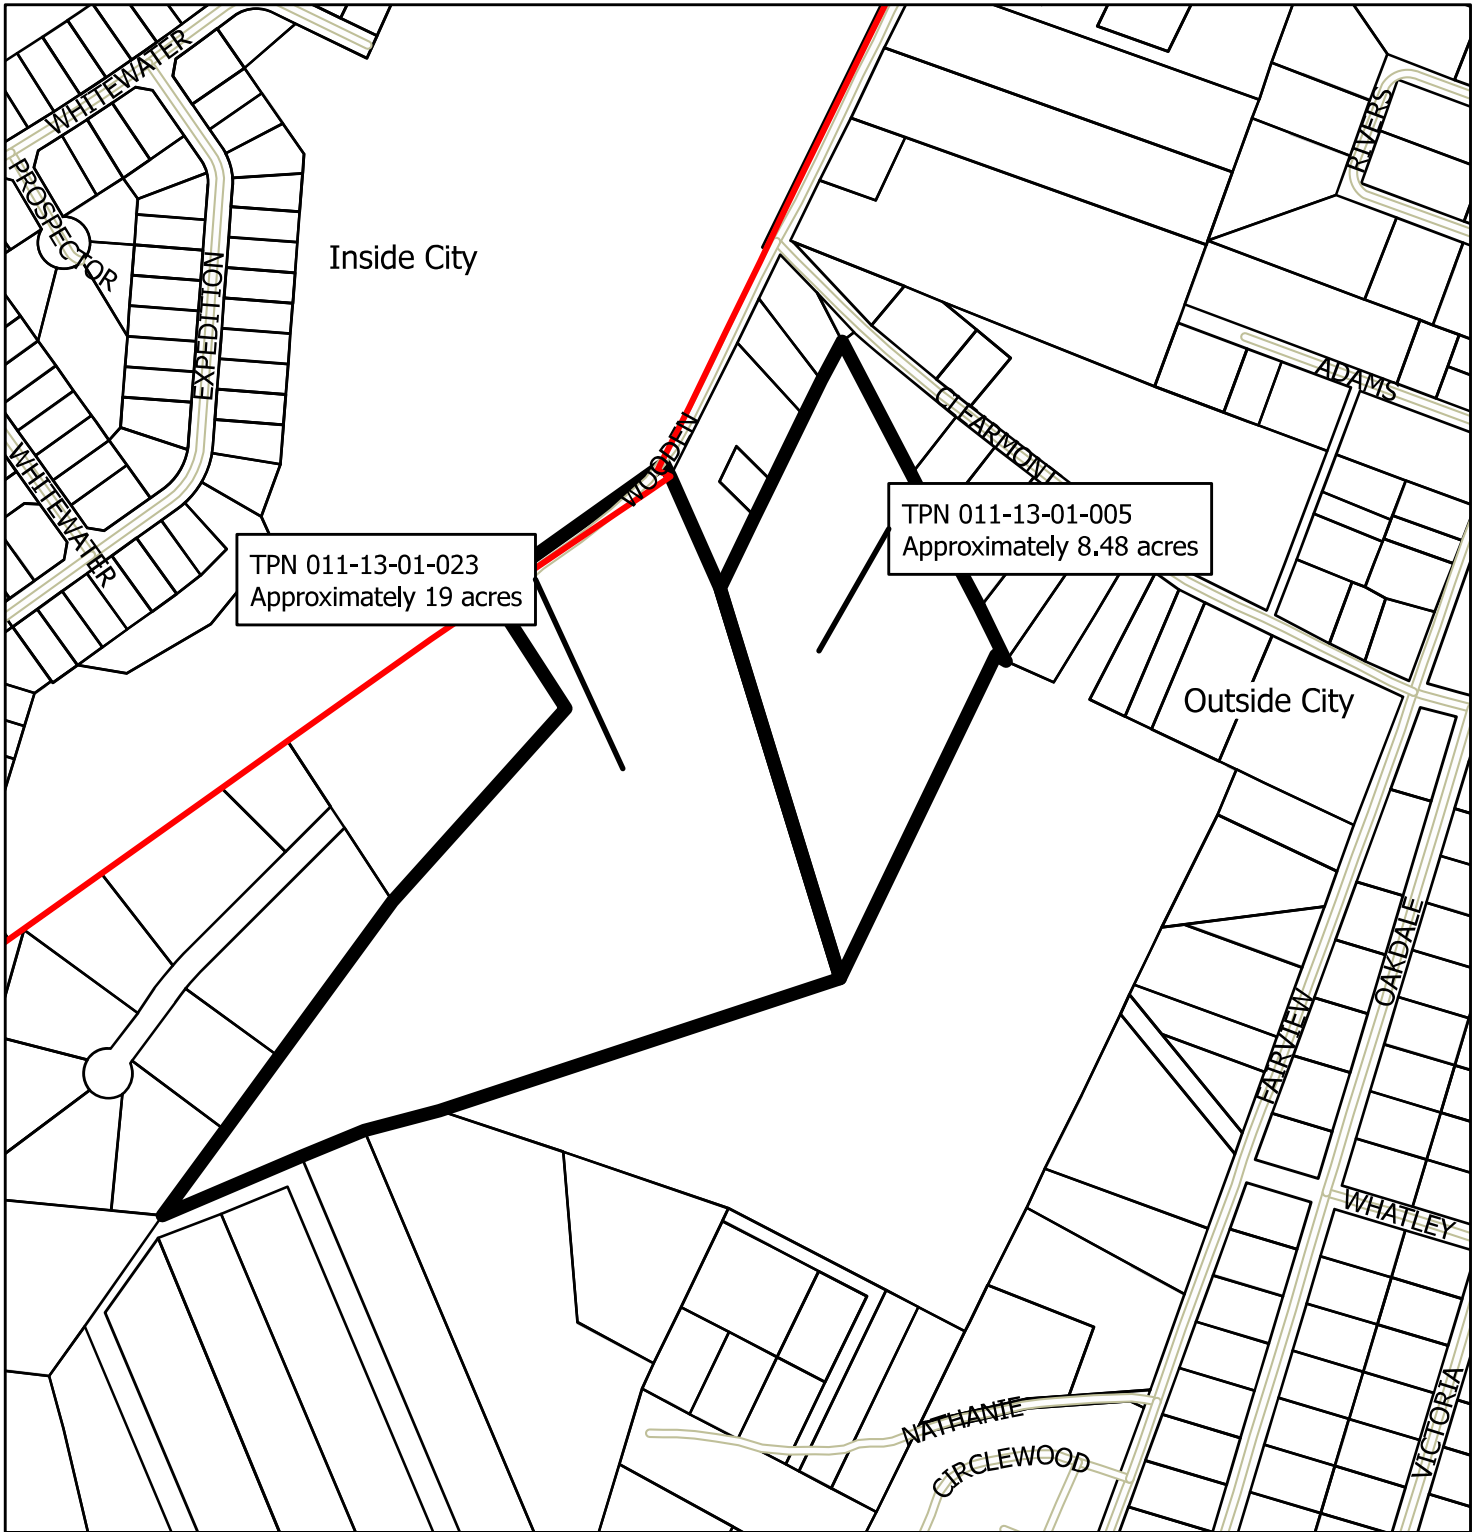 WHITEWATER
PROSPECTOR
Inside City
RIVERS
EXPEDITION
ADAMS
CLEARMONT
WOODEN
WHITEWATER
TPN 011-13-01-005
Approximately 8.48 acres
TPN 011-13-01-023
Approximately 19 acres
Outside City
OAKDALE
FAIRVIEW
WHATLEY
NATHANIE
VICTORIA
CIRCLEWOOD